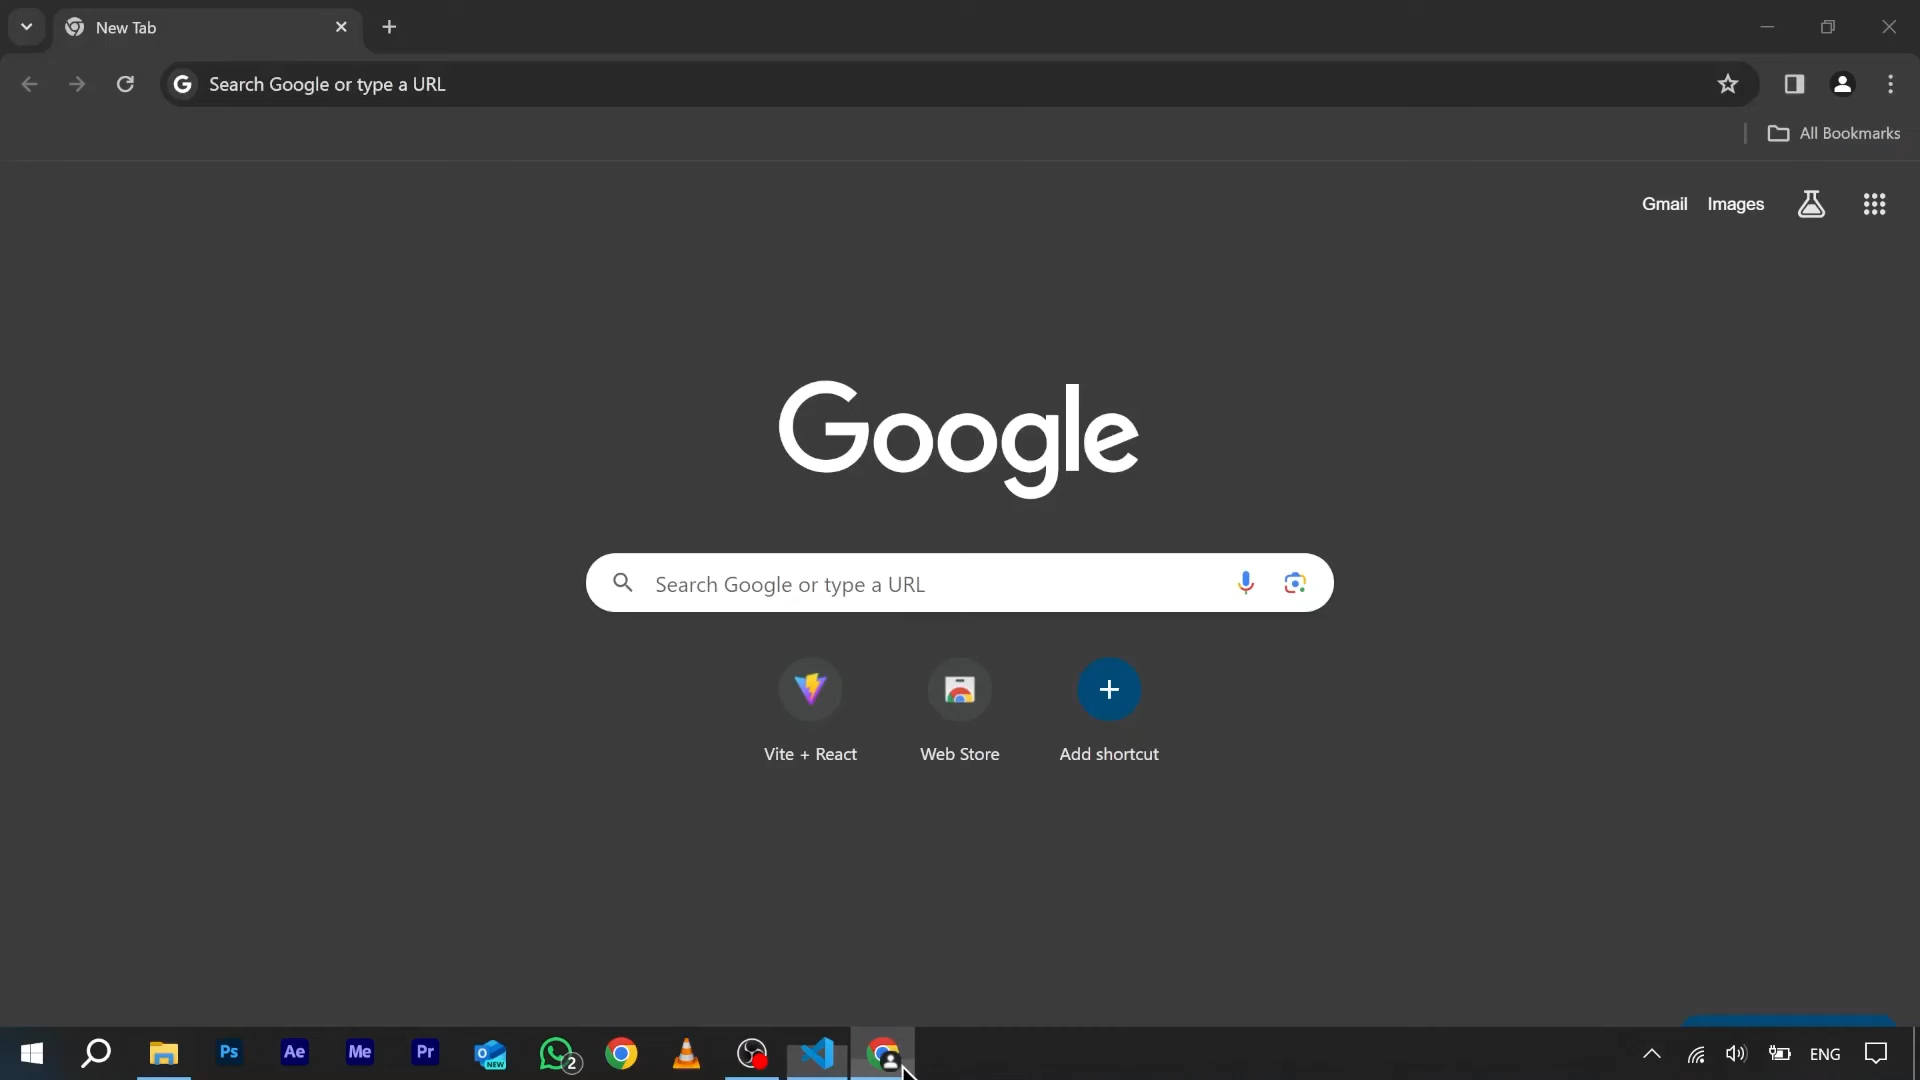 New Tab
Search Google or type a URL
All Bookmarks
Gmail Images
Google
Search Google or type a URL
Vite + React Web Store Add shortcut
Ps Ae Me Pr NEW 2 ENG